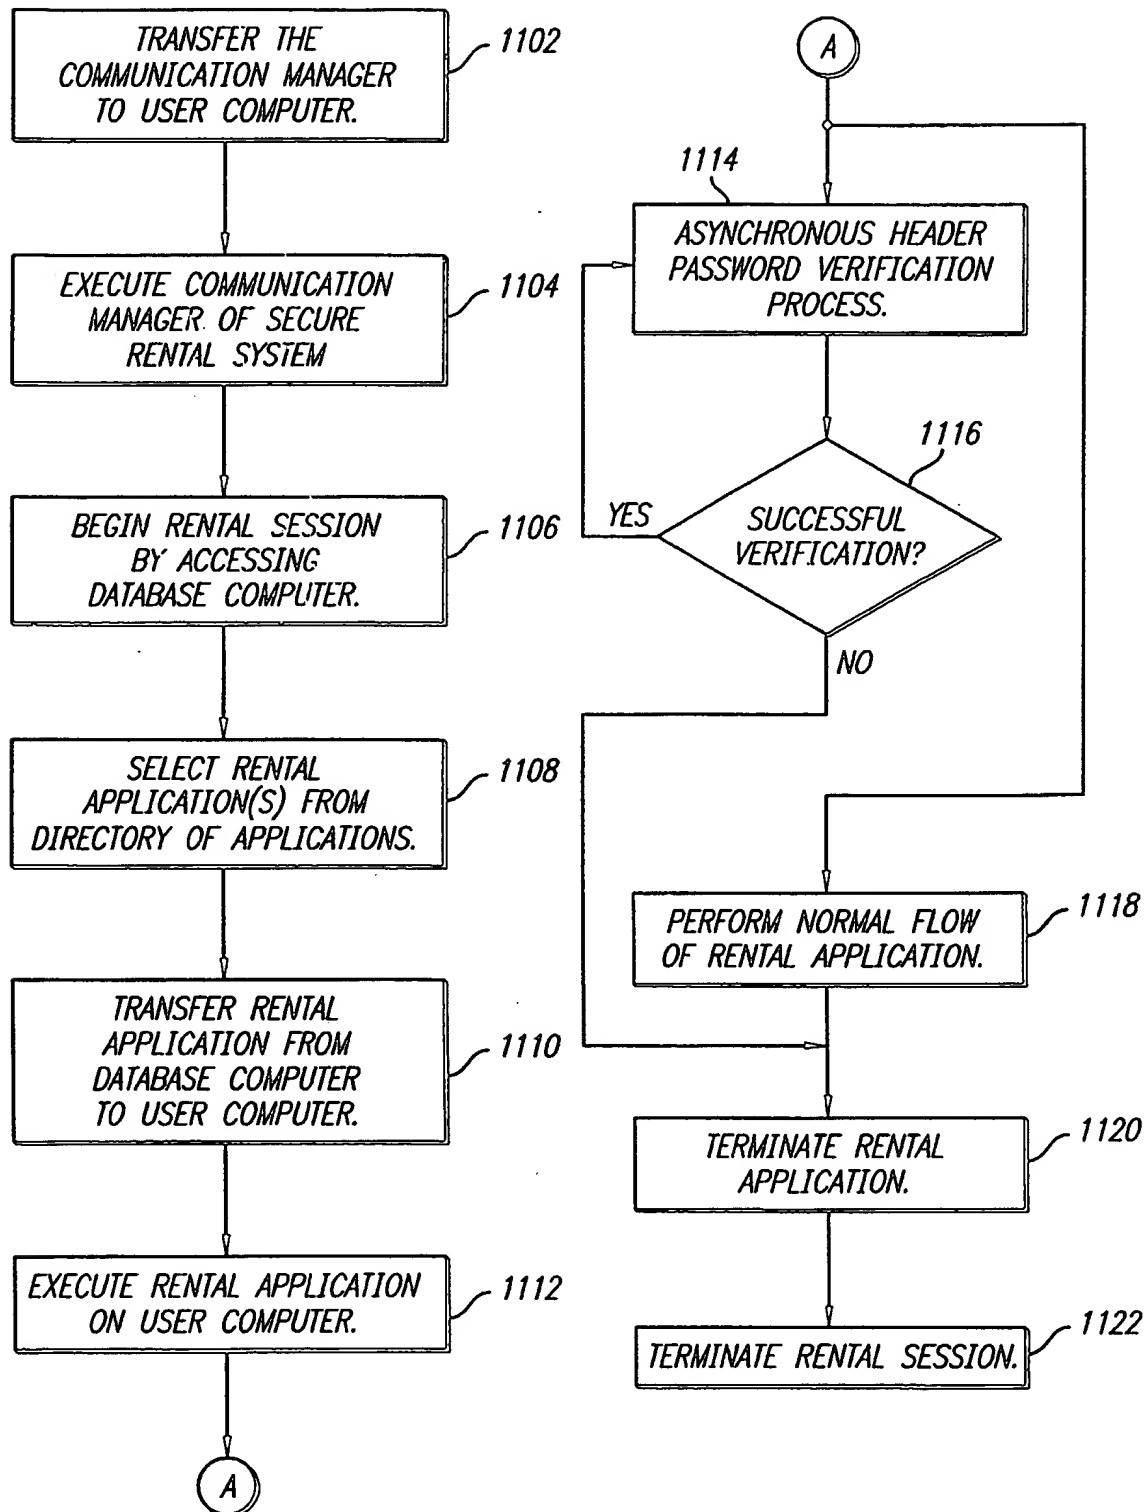 TRANSFER THE
COMMUNICATION MANAGER
TO USER COMPUTER.
1102
EXECUTE COMMUNICATION
MANAGER OF SECURE
RENTAL SYSTEM
1104
BEGIN RENTAL SESSION
BY ACCESSING
DATABASE COMPUTER.
1106
SELECT RENTAL
APPLICATION(S) FROM
DIRECTORY OF APPLICATIONS.
1108
TRANSFER RENTAL
APPLICATION FROM
DATABASE COMPUTER
TO USER COMPUTER.
1110
EXECUTE RENTAL APPLICATION
ON USER COMPUTER.
1112
A
A
1114
ASYNCHRONOUS HEADER
PASSWORD VERIFICATION
PROCESS.
1116
SUCCESSFUL
VERIFICATION?
YES
NO
PERFORM NORMAL FLOW
OF RENTAL APPLICATION.
1118
TERMINATE RENTAL
APPLICATION.
1120
TERMINATE RENTAL SESSION.
1122